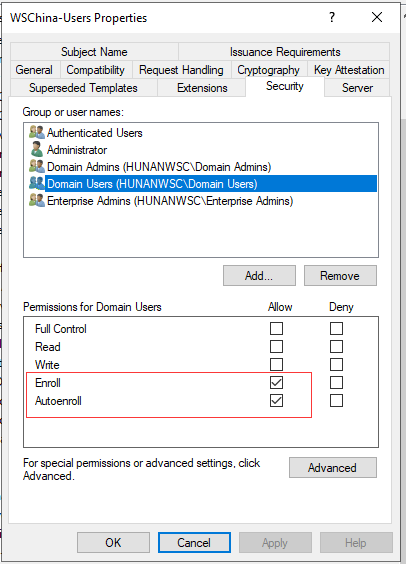 WSChina-Users Properties
? ×
Subject Name Issuance Requirements
General Compatibility Request Handling Cryptography Key Attestation
Superseded Templates Extensions Security Server
Group or user names:
Authenticated Users
Administrator
Domain Admins (HUNANWSC\Domain Admins)
Domain Users (HUNANWSC\Domain Users)
Enterprise Admins (HUNANWSC\Enterprise Admins)
Add... Remove
Permissions for Domain Users Allow Deny
Full Control
Read
Write
Enroll
Autoenroll
For special permissions or advanced settings, click
Advanced.
Advanced
OK Cancel Apply Help